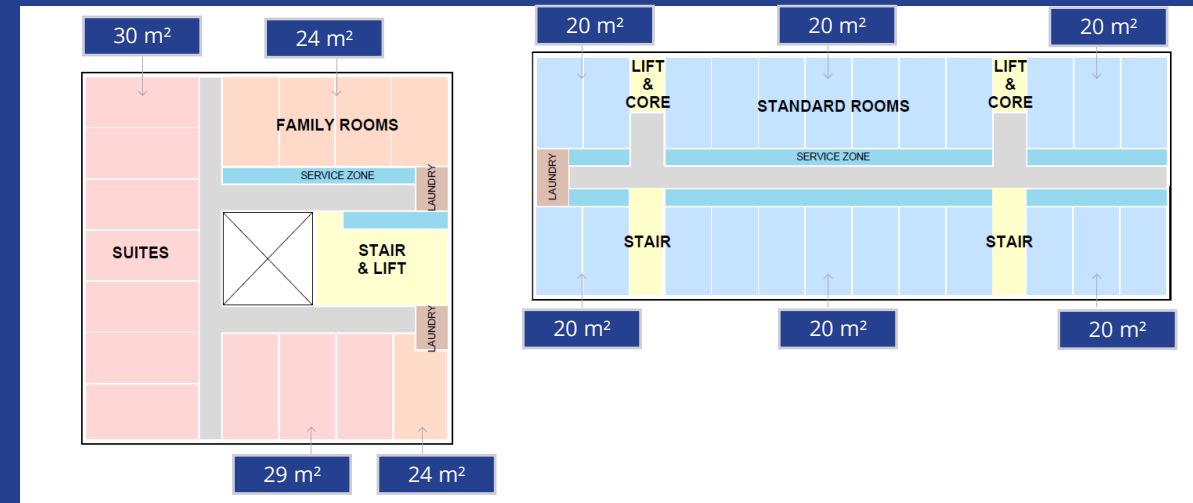 30 m²
24 m²
FAMILY ROOMS
SERVICE ZONE
LAUNDRY
SUITES
STAIR
& LIFT
LAUNDRY
29 m²
24 m²
20 m²
20 m²
20 m²
LIFT
&
CORE
STANDARD ROOMS
LIFT
&
CORE
SERVICE ZONE
LAUNDRY
STAIR
STAIR
20 m²
20 m²
20 m²